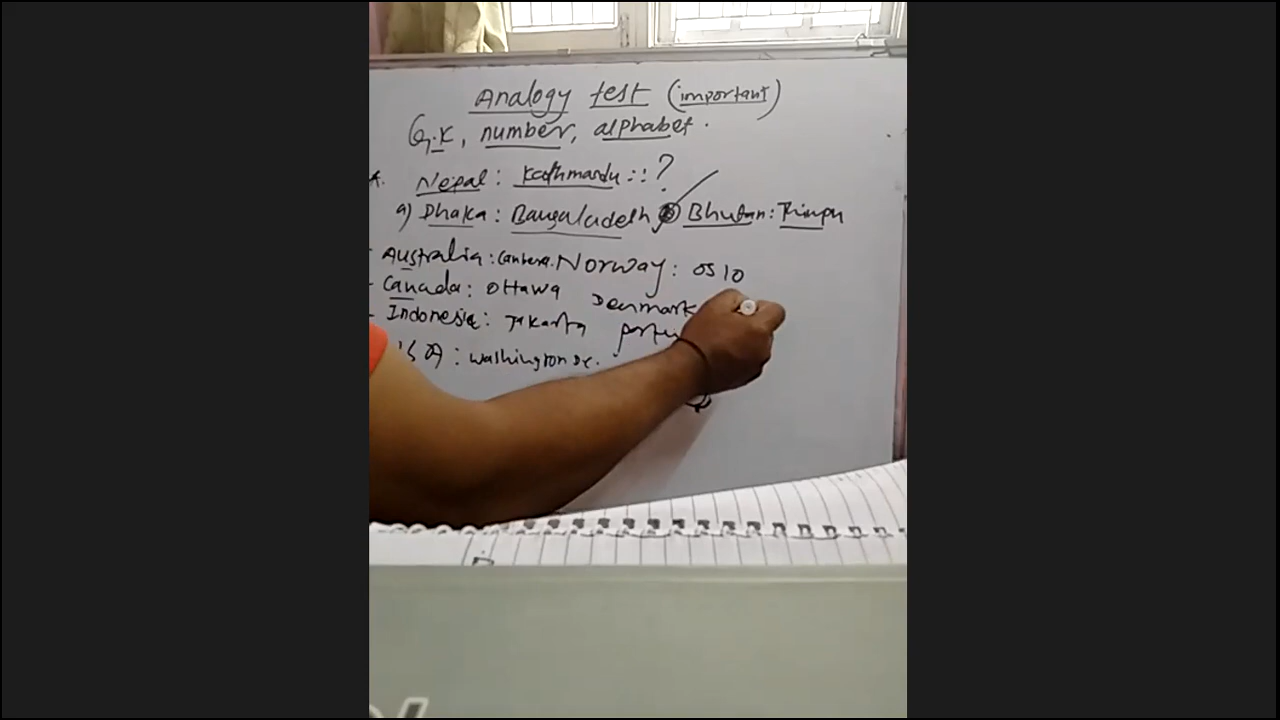 Analogy test (important)
G.K, number, alphabet.
A. Nepal: Kathmandu :: ?
a) Dhaka: Bangaladesh b) Bhutan: Thimpu
- Australia: Canbera. Norway: Oslo
- Canada: Ottawa Denmark
- Indonesia: Jakarta
USA: Washington DC.